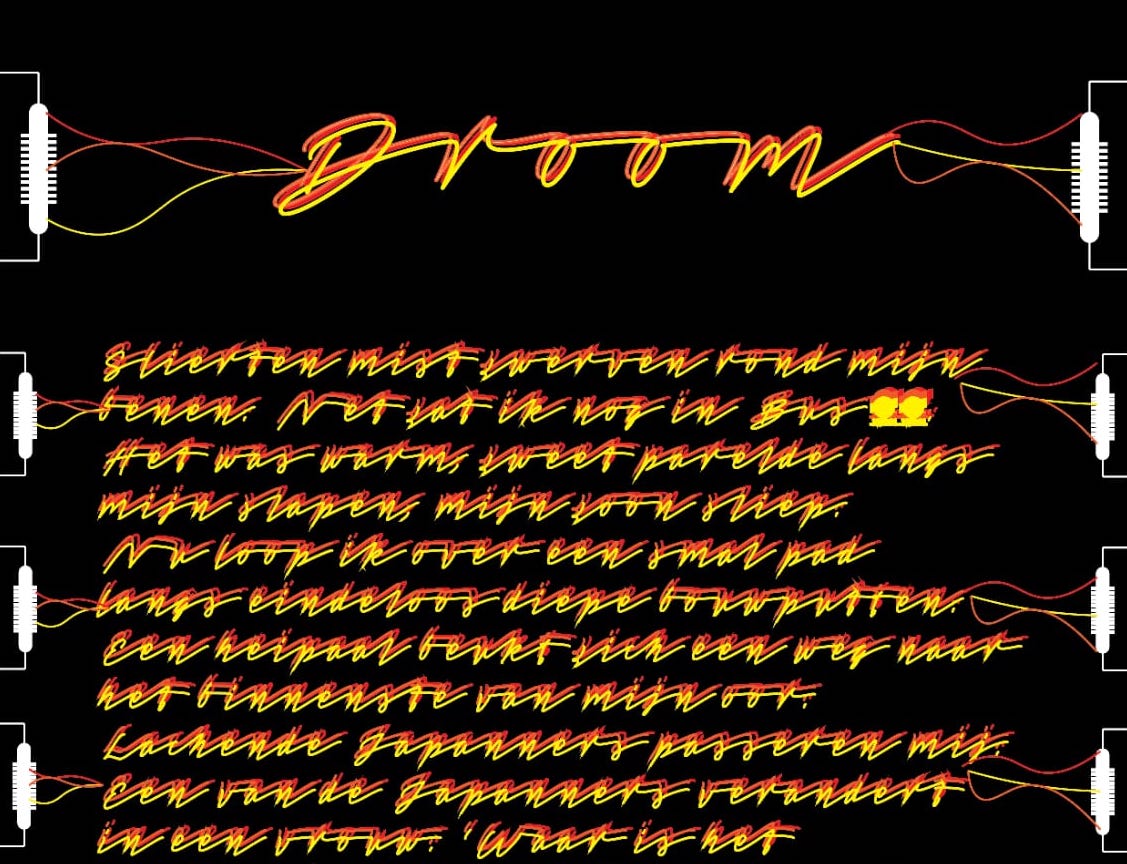 Droom
Slierten mist zwerven rond mijn
benen. Net zat ik nog in Bus
Het was warm, zweet parelde langs
mijn slapen, mijn zoon sliep.
Nu loop ik over een smal pad
langs eindeloos diepe bouwputten.
Een heipaal beukt zich een weg naar
het binnenste van mijn oor.
Lachende Japanners passeren mij.
Een van de Japanners verandert
in een vrouw. 'Waar is het